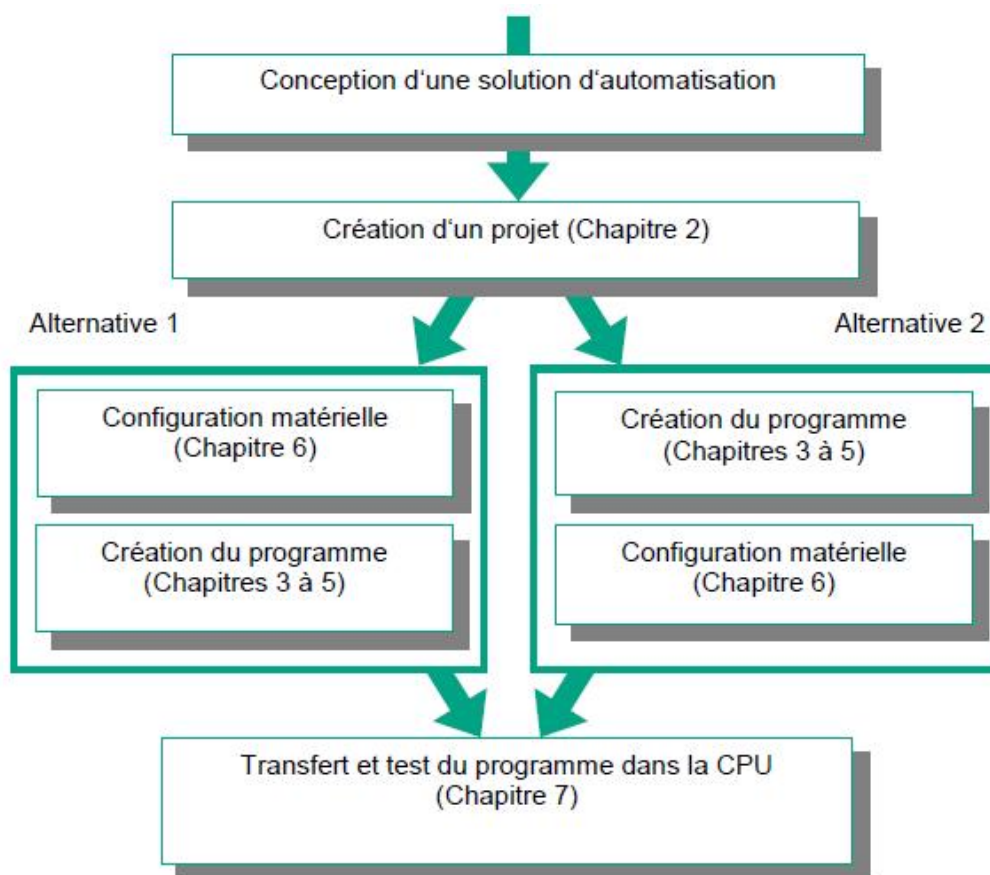 Conception d‘une solution d‘automatisation
Création d‘un projet (Chapitre 2)
Alternative 1
Alternative 2
Configuration matérielle
(Chapitre 6)
Création du programme
(Chapitres 3 à 5)
Création du programme
(Chapitres 3 à 5)
Configuration matérielle
(Chapitre 6)
Transfert et test du programme dans la CPU
(Chapitre 7)